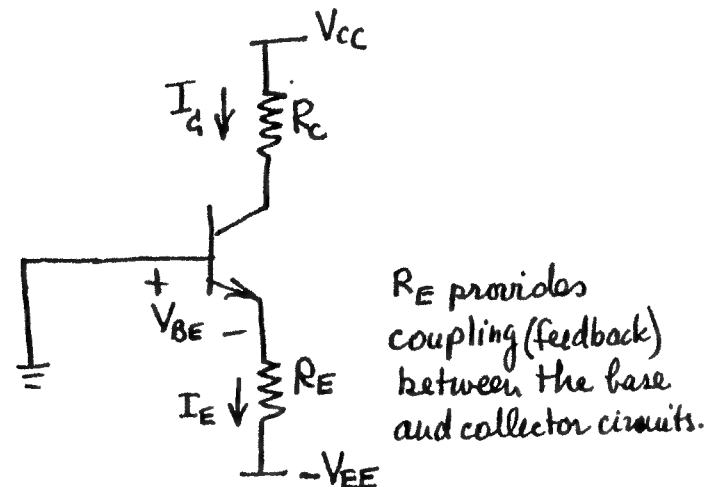 VCC
IC
RC
+
VBE −
RE
IE
−VEE
RE provides
coupling (feedback)
between the base
and collector circuits.